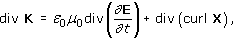 div K = ε₀μ₀div(∂E/∂t) + div (curl X),